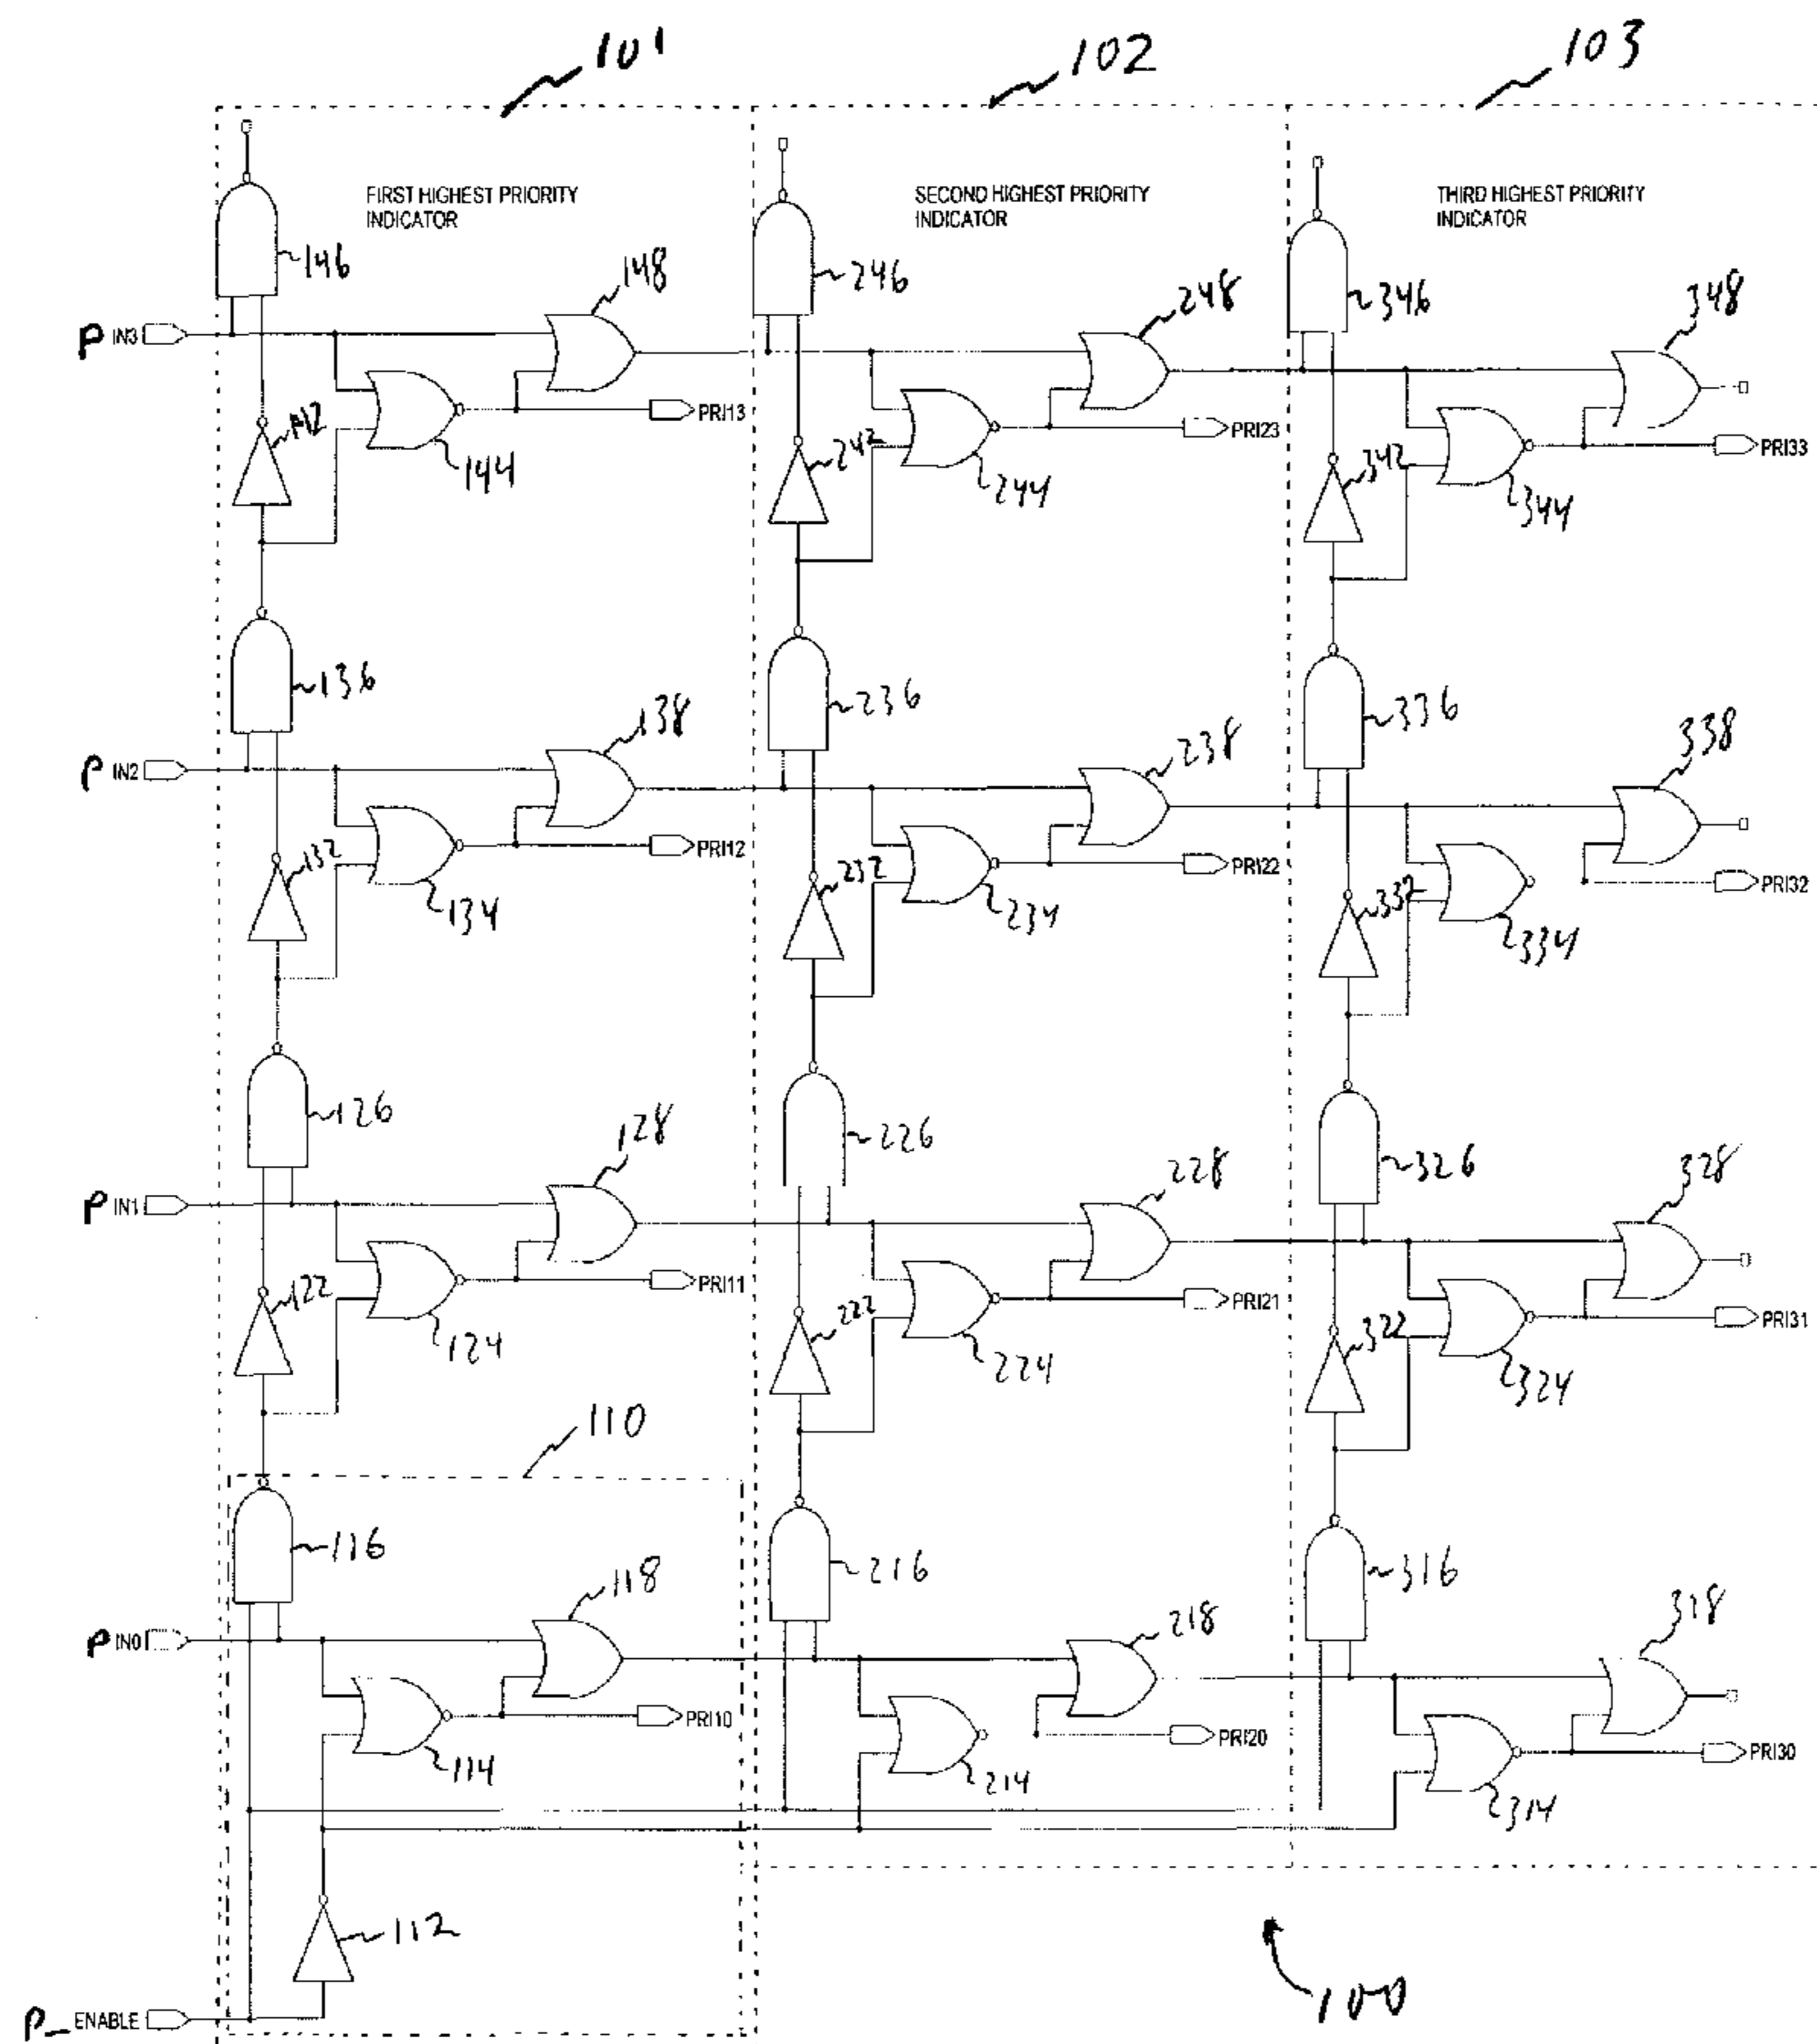 101
102
103
FIRST HIGHEST PRIORITY
INDICATOR
SECOND HIGHEST PRIORITY
INDICATOR
THIRD HIGHEST PRIORITY
INDICATOR
146
148
246
248
346
348
P IN3
142
144
PRI13
242
244
PRI23
342
344
PRI33
136
138
236
238
336
338
P IN2
132
134
PRI12
232
234
PRI22
332
334
PRI32
126
128
226
228
326
328
P IN1
122
124
PRI11
222
224
PRI21
322
324
PRI31
110
116
118
216
218
316
318
P IN0
114
PRI10
214
PRI20
314
PRI30
112
P_ ENABLE
100